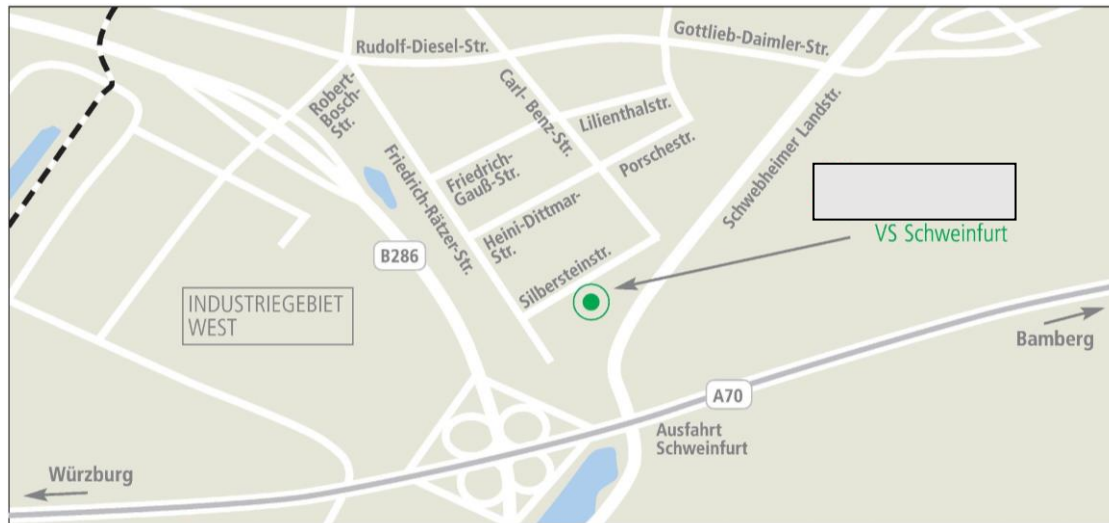 Rudolf-Diesel-Str.
Gottlieb-Daimler-Str.
Robert-
Bosch-
Str.
Carl- Benz-Str.
Lilienthalstr.
Friedrich-
Gauß-Str.
Porschestr.
Friedrich-Rätzer-Str.
Heini-Dittmar-
Str.
Schwebheimer Landstr.
VS Schweinfurt
B286
Silbersteinstr.
INDUSTRIEGEBIET
WEST
Bamberg
A70
Ausfahrt
Schweinfurt
Würzburg